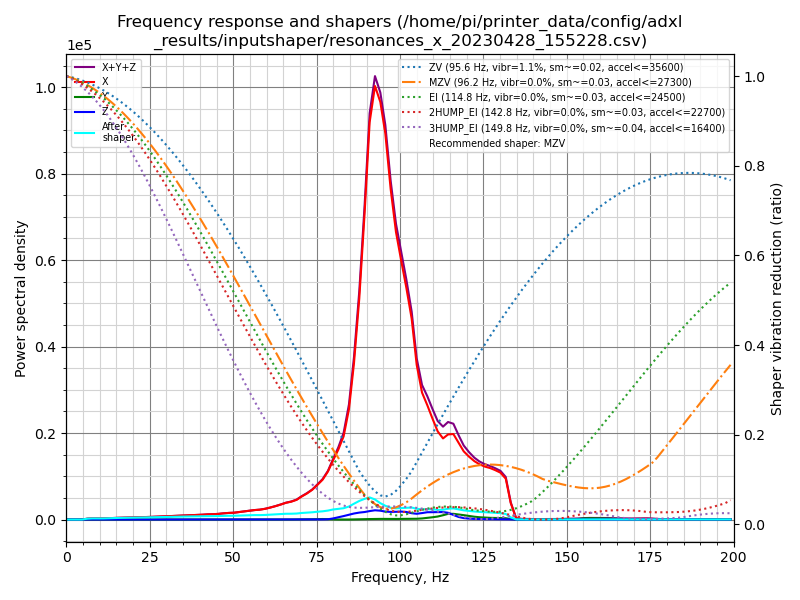 Frequency response and shapers (/home/pi/printer_data/config/adxl
_results/inputshaper/resonances_x_20230428_155228.csv)
1e5
X+Y+Z
X
Y
Z
After
shaper
ZV (95.6 Hz, vibr=1.1%, sm~=0.02, accel<=35600)
MZV (96.2 Hz, vibr=0.0%, sm~=0.03, accel<=27300)
EI (114.8 Hz, vibr=0.0%, sm~=0.03, accel<=24500)
2HUMP_EI (142.8 Hz, vibr=0.0%, sm~=0.03, accel<=22700)
3HUMP_EI (149.8 Hz, vibr=0.0%, sm~=0.04, accel<=16400)
Recommended shaper: MZV
Power spectral density
1.0
0.8
0.6
0.4
0.2
0.0
1.0
0.8
0.6
0.4
0.2
0.0
Shaper vibration reduction (ratio)
0 25 50 75 100 125 150 175 200
Frequency, Hz